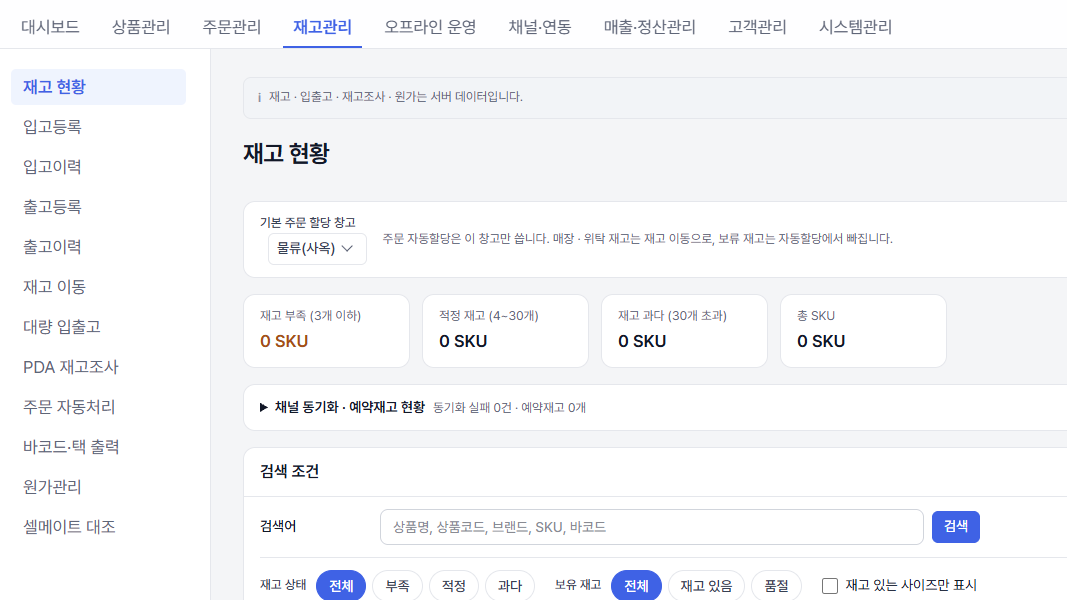 대시보드 상품관리 주문관리 재고관리 오프라인 운영 채널·연동 매출·정산관리 고객관리 시스템관리
재고 현황
입고등록
입고이력
출고등록
출고이력
재고 이동
대량 입출고
PDA 재고조사
주문 자동처리
바코드·택 출력
원가관리
셀메이트 대조
i 재고 · 입출고 · 재고조사 · 원가는 서버 데이터입니다.
재고 현황
기본 주문 할당 창고
물류(사옥)
주문 자동할당은 이 창고만 씁니다. 매장 · 위탁 재고는 재고 이동으로, 보류 재고는 자동할당에서 빠집니다.
재고 부족 (3개 이하)
0 SKU
적정 재고 (4~30개)
0 SKU
재고 과다 (30개 초과)
0 SKU
총 SKU
0 SKU
▶ 채널 동기화 · 예약재고 현황 동기화 실패 0건 · 예약재고 0개
검색 조건
검색어 상품명, 상품코드, 브랜드, SKU, 바코드 검색
재고 상태 전체 부족 적정 과다 보유 재고 전체 재고 있음 품절 재고 있는 사이즈만 표시